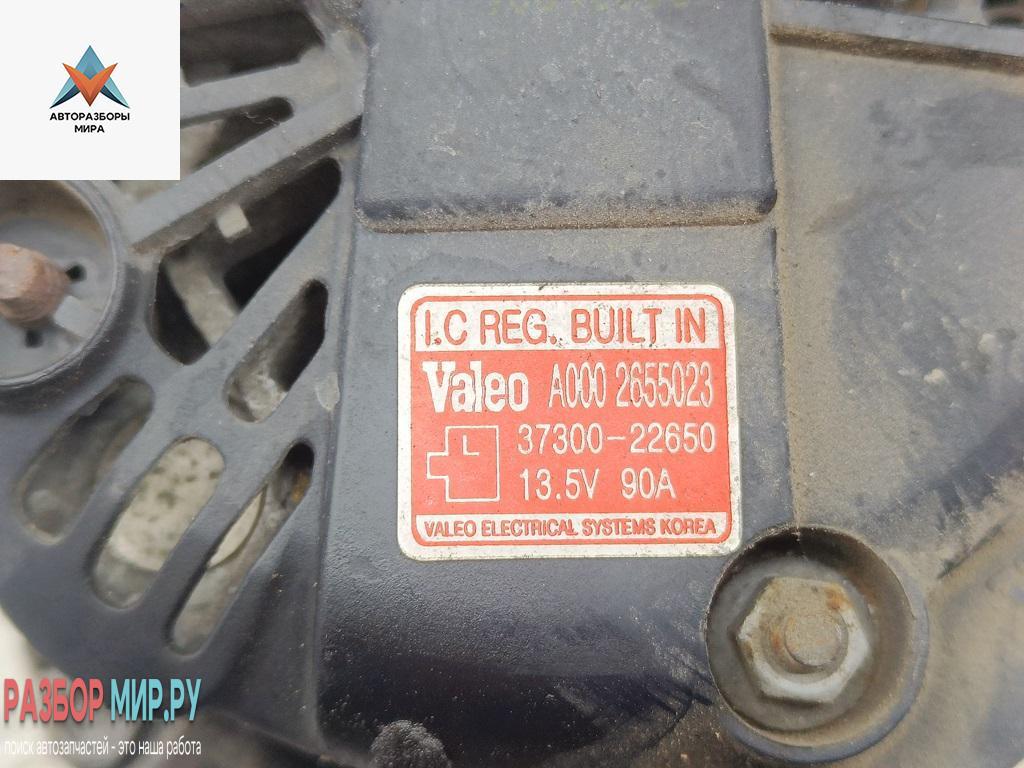 АВТОРАЗБОРЫ
МИРА
I.C REG. BUILT IN
Valeo A000 2655023
L
37300-22650
13.5V 90A
VALEO ELECTRICAL SYSTEMS KOREA
РАЗБОР МИР.РУ
поиск автозапчастей - это наша работа